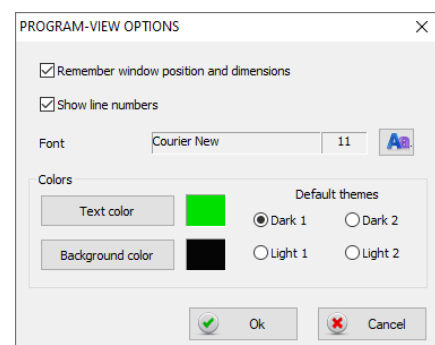 PROGRAM-VIEW OPTIONS
Remember window position and dimensions
Show line numbers
Font Courier New 11 Aa
Colors
Default themes
Text color
Dark 1 Dark 2
Background color
Light 1 Light 2
Ok Cancel